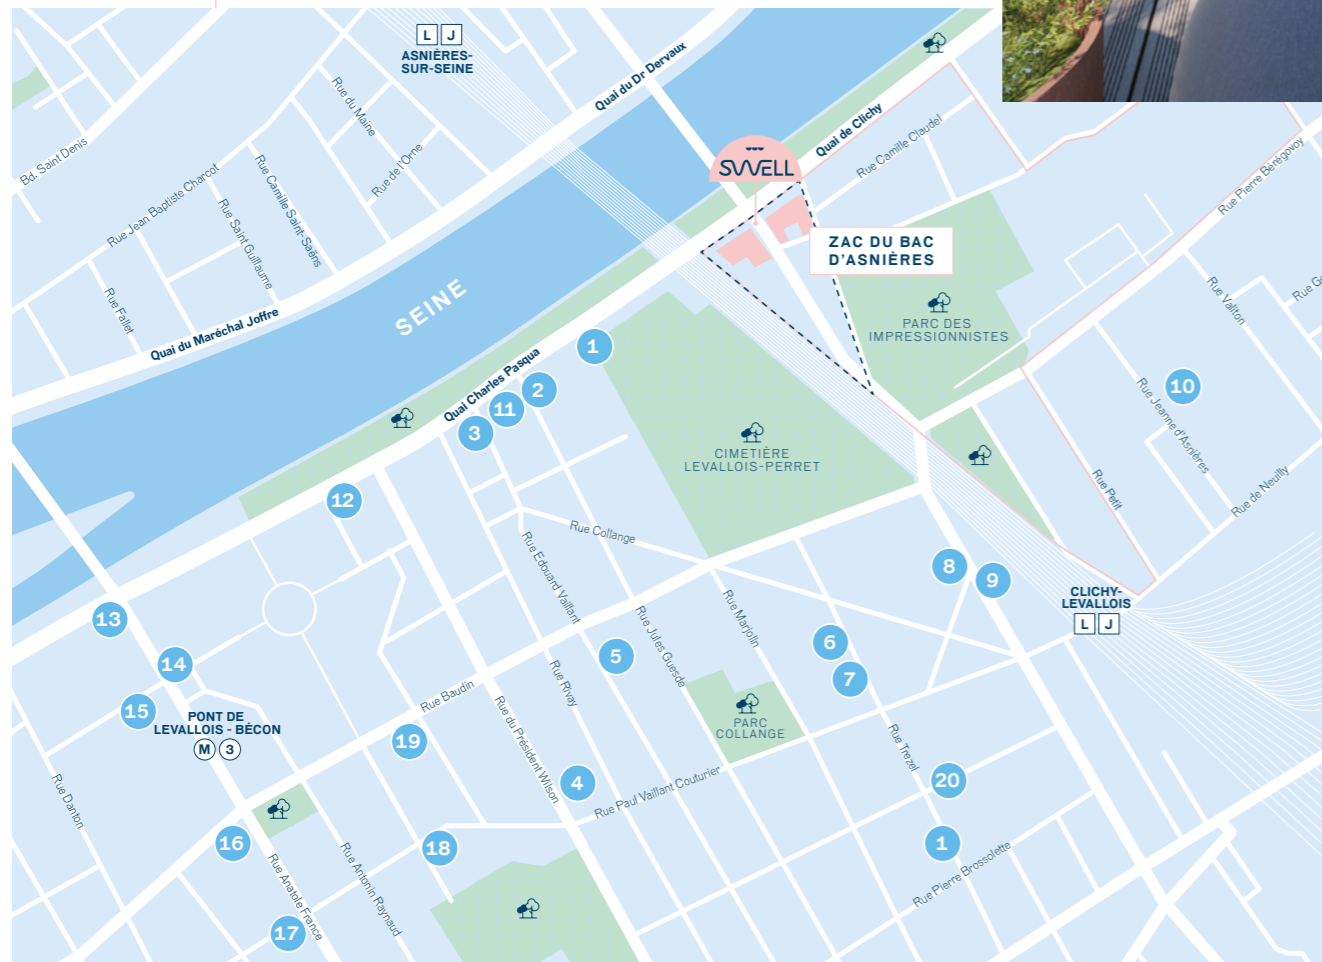 L J
ASNIÈRES-
SUR-SEINE
Quai du Dr Dervaux
Rue du Maine
Bd. Saint Denis
Rue de l'Orne
Rue Jean Baptiste Charcot
Rue Camille Saint-Saëns
Rue Saint Guillaume
Rue Fallet
Quai du Maréchal Joffre
SEINE
Quai de Clichy
Rue Camille Claudel
SWELL
ZAC DU BAC
D'ASNIÈRES
Rue Pierre Bérégovoy
Rue Valiton
PARC DES
IMPRESSIONNISTES
Quai Charles Pasqua
1
2
11
3
10
Rue Jeanne d'Asnières
Rue de Neuilly
Rue Petit
CIMETIÈRE
LEVALLOIS-PERRET
12
Rue Collange
Rue Edouard Vaillant
8
9
CLICHY-
LEVALLOIS
L J
13
14
15
PONT DE
LEVALLOIS - BÉCON
M 3
Rue Jules Guesde
Rue Marjolin
5
6
7
Rue Rivay
Rue Baudin
Rue du Président Wilson
19
PARC
COLLANGE
Rue Trezel
4
Rue Paul Vaillant Couturier
20
Rue Danton
16
18
1
Rue Pierre Brossolette
Rue Anatole France
Rue Antonin Raynaud
17